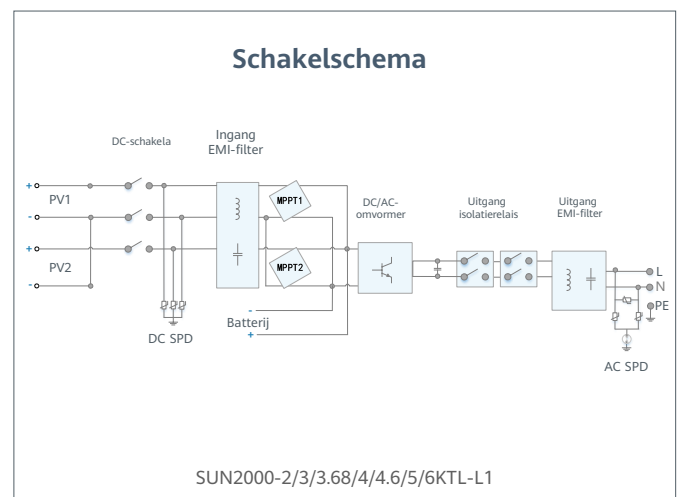 Schakelschema
DC-schakela
Ingang
EMI-filter
DC/AC-
omvormer
Uitgang
isolatierelais
Uitgang
EMI-filter
+
PV1
-
+
PV2
-
MPPT1
MPPT2
-
Batterij
+
DC SPD
L
N
PE
AC SPD
SUN2000-2/3/3.68/4/4.6/5/6KTL-L1